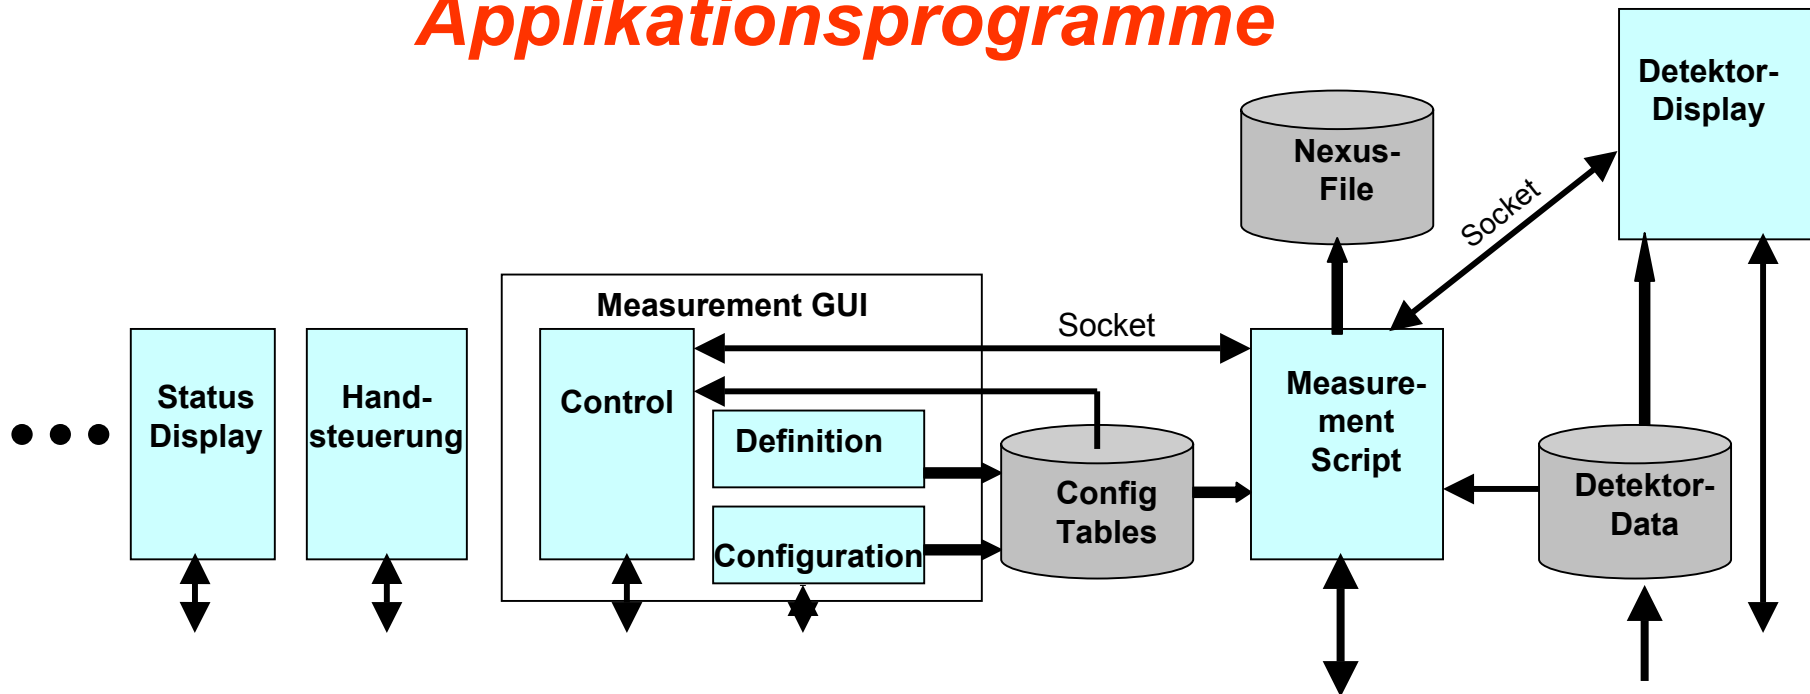 Applikationsprogramme
Detektor-
Display
Nexus-
File
Socket
Measurement GUI
Socket
Status
Display
Hand-
steuerung
Control
Definition
Configuration
Config
Tables
Measure-
ment
Script
Detektor-
Data